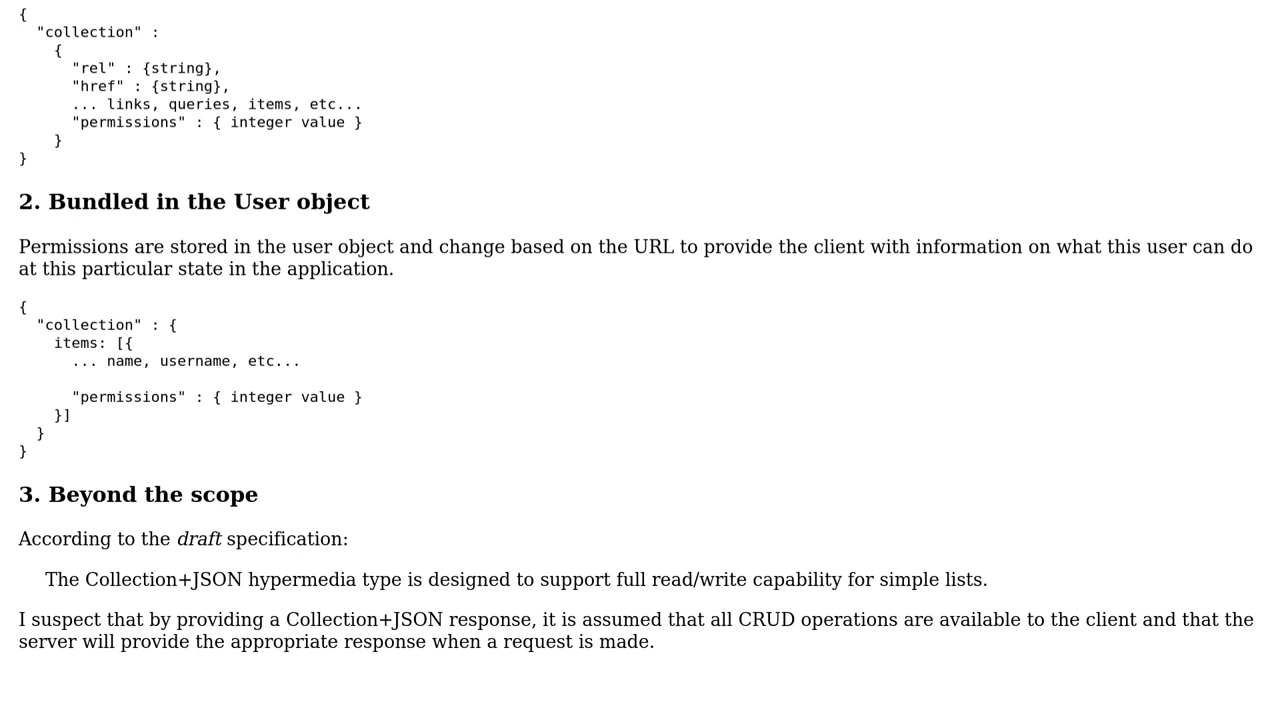 {
  "collection" :
    {
      "rel" : {string},
      "href" : {string},
      ... links, queries, items, etc...
      "permissions" : { integer value }
    }
}
2. Bundled in the User object
Permissions are stored in the user object and change based on the URL to provide the client with information on what this user can do
at this particular state in the application.
{
  "collection" : {
    items: [{
      ... name, username, etc...

      "permissions" : { integer value }
    }]
  }
}
3. Beyond the scope
According to the draft specification:
The Collection+JSON hypermedia type is designed to support full read/write capability for simple lists.
I suspect that by providing a Collection+JSON response, it is assumed that all CRUD operations are available to the client and that the
server will provide the appropriate response when a request is made.